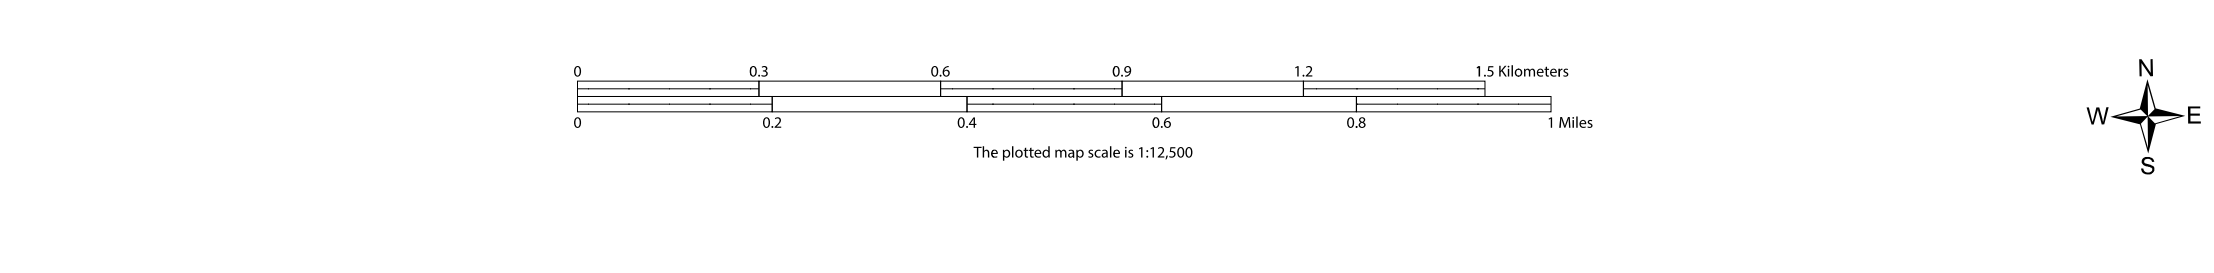 0 0.3 0.6 0.9 1.2 1.5 Kilometers
0 0.2 0.4 0.6 0.8 1 Miles
The plotted map scale is 1:12,500
N
W E
S